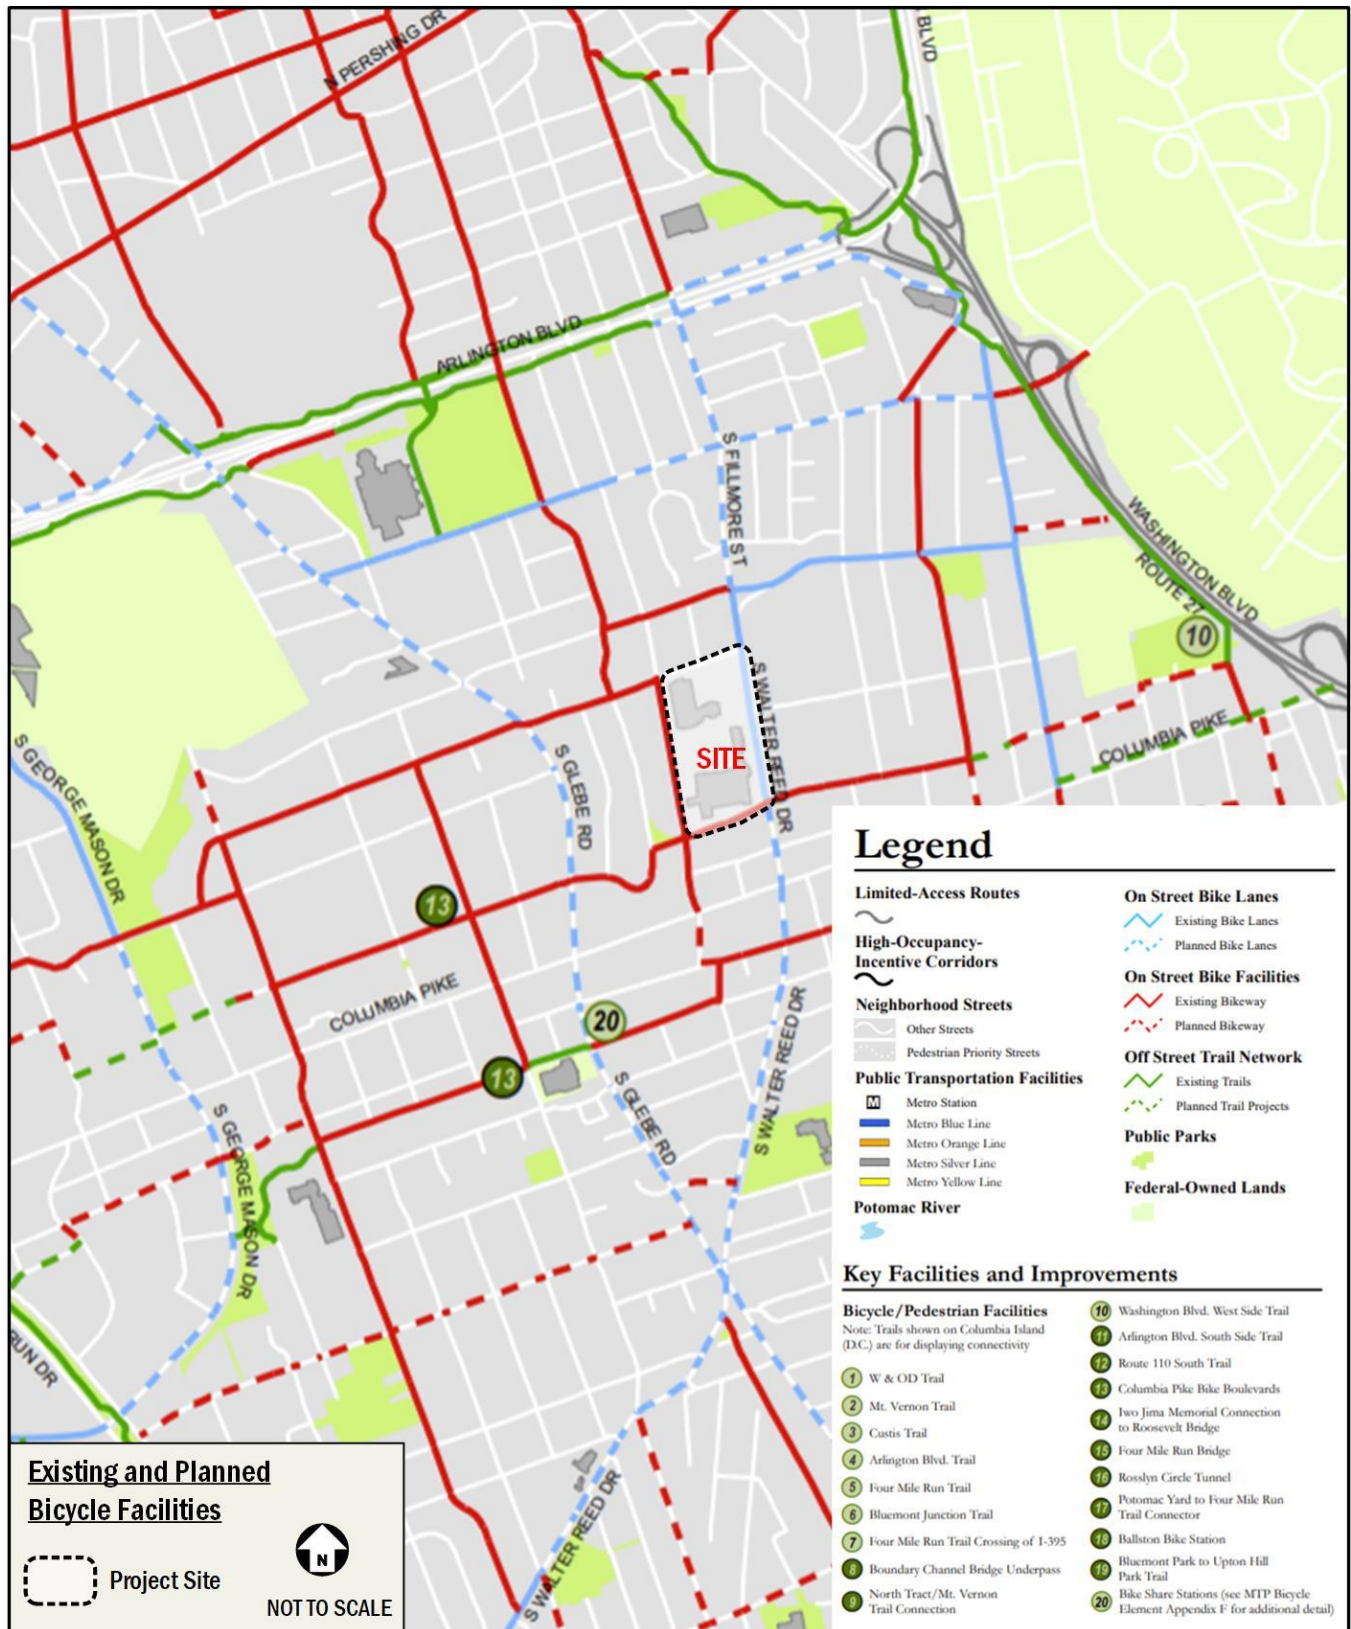 BLVD
N PERSHING DR
ARLINGTON BLVD
S FILLMORE ST
WASHINGTON BLVD
ROUTE 27
10
S WALTER REED DR
SITE
COLUMBIA PIKE
S GEORGE MASON DR
S GLEBE RD
13
COLUMBIA PIKE
20
13
S GLEBE RD
S WALTER REED DR
S GEORGE MASON DR
RUN DR
S WALTER REED DR
Legend
Limited-Access Routes
High-Occupancy-
Incentive Corridors
Neighborhood Streets
Other Streets
Pedestrian Priority Streets
Public Transportation Facilities
M Metro Station
Metro Blue Line
Metro Orange Line
Metro Silver Line
Metro Yellow Line
Potomac River
On Street Bike Lanes
Existing Bike Lanes
Planned Bike Lanes
On Street Bike Facilities
Existing Bikeway
Planned Bikeway
Off Street Trail Network
Existing Trails
Planned Trail Projects
Public Parks
Federal-Owned Lands
Key Facilities and Improvements
Bicycle/Pedestrian Facilities
Note: Trails shown on Columbia Island
(D.C.) are for displaying connectivity
1 W & OD Trail
2 Mt. Vernon Trail
3 Custis Trail
4 Arlington Blvd. Trail
5 Four Mile Run Trail
6 Bluemont Junction Trail
7 Four Mile Run Trail Crossing of I-395
8 Boundary Channel Bridge Underpass
9 North Tract/Mt. Vernon
Trail Connection
10 Washington Blvd. West Side Trail
11 Arlington Blvd. South Side Trail
12 Route 110 South Trail
13 Columbia Pike Bike Boulevards
14 Iwo Jima Memorial Connection
to Roosevelt Bridge
15 Four Mile Run Bridge
16 Rosslyn Circle Tunnel
17 Potomac Yard to Four Mile Run
Trail Connector
18 Ballston Bike Station
19 Bluemont Park to Upton Hill
Park Trail
20 Bike Share Stations (see MTP Bicycle
Element Appendix F for additional detail)
Existing and Planned
Bicycle Facilities
Project Site
N
NOT TO SCALE